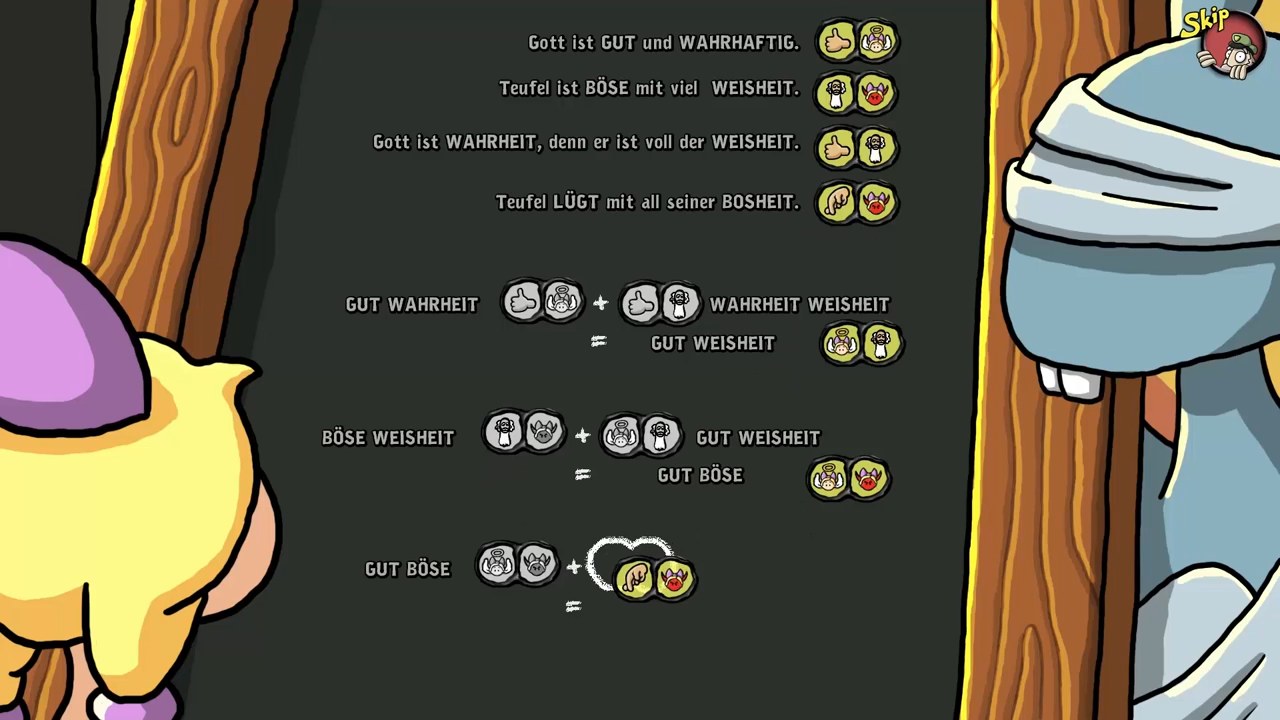 Skip
Gott ist GUT und WAHRHAFTIG.
Teufel ist BÖSE mit viel WEISHEIT.
Gott ist WAHRHEIT, denn er ist voll der WEISHEIT.
Teufel LÜGT mit all seiner BOSHEIT.
GUT WAHRHEIT + WAHRHEIT WEISHEIT
= GUT WEISHEIT
BÖSE WEISHEIT + GUT WEISHEIT
= GUT BÖSE
GUT BÖSE +
=